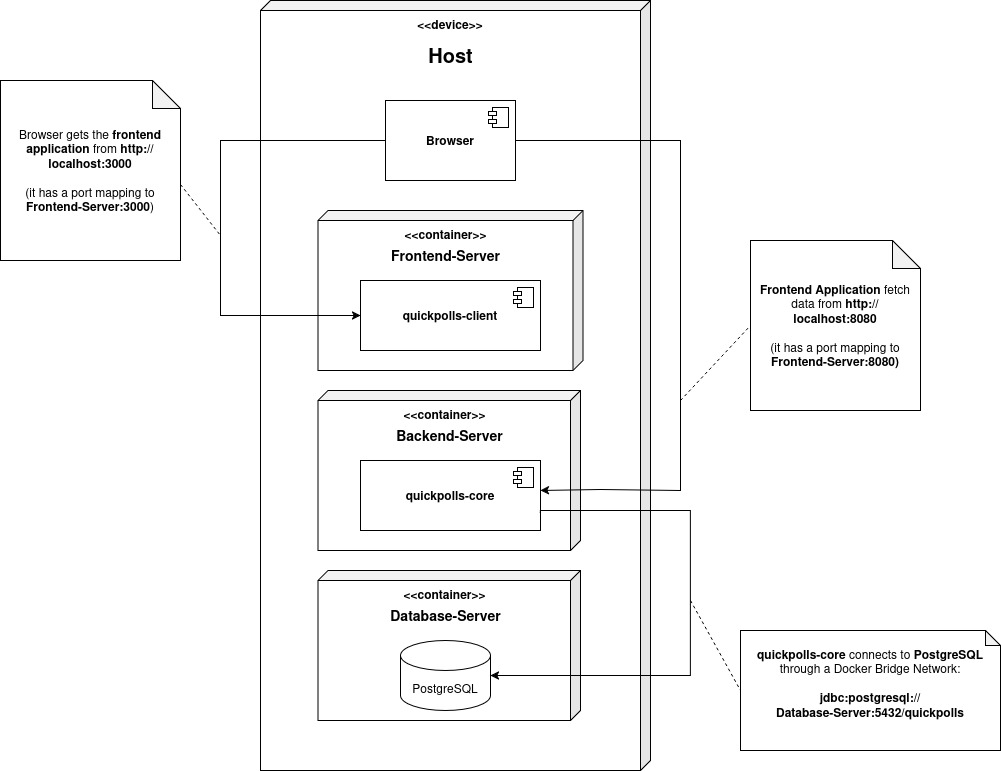 <<device>>
Host
Browser
Browser gets the frontend
application from http://
localhost:3000
(it has a port mapping to
Frontend-Server:3000)
<<container>>
Frontend-Server
quickpolls-client
Frontend Application fetch
data from http://
localhost:8080
(it has a port mapping to
Frontend-Server:8080)
<<container>>
Backend-Server
quickpolls-core
<<container>>
Database-Server
PostgreSQL
quickpolls-core connects to PostgreSQL
through a Docker Bridge Network:
jdbc:postgresql://
Database-Server:5432/quickpolls